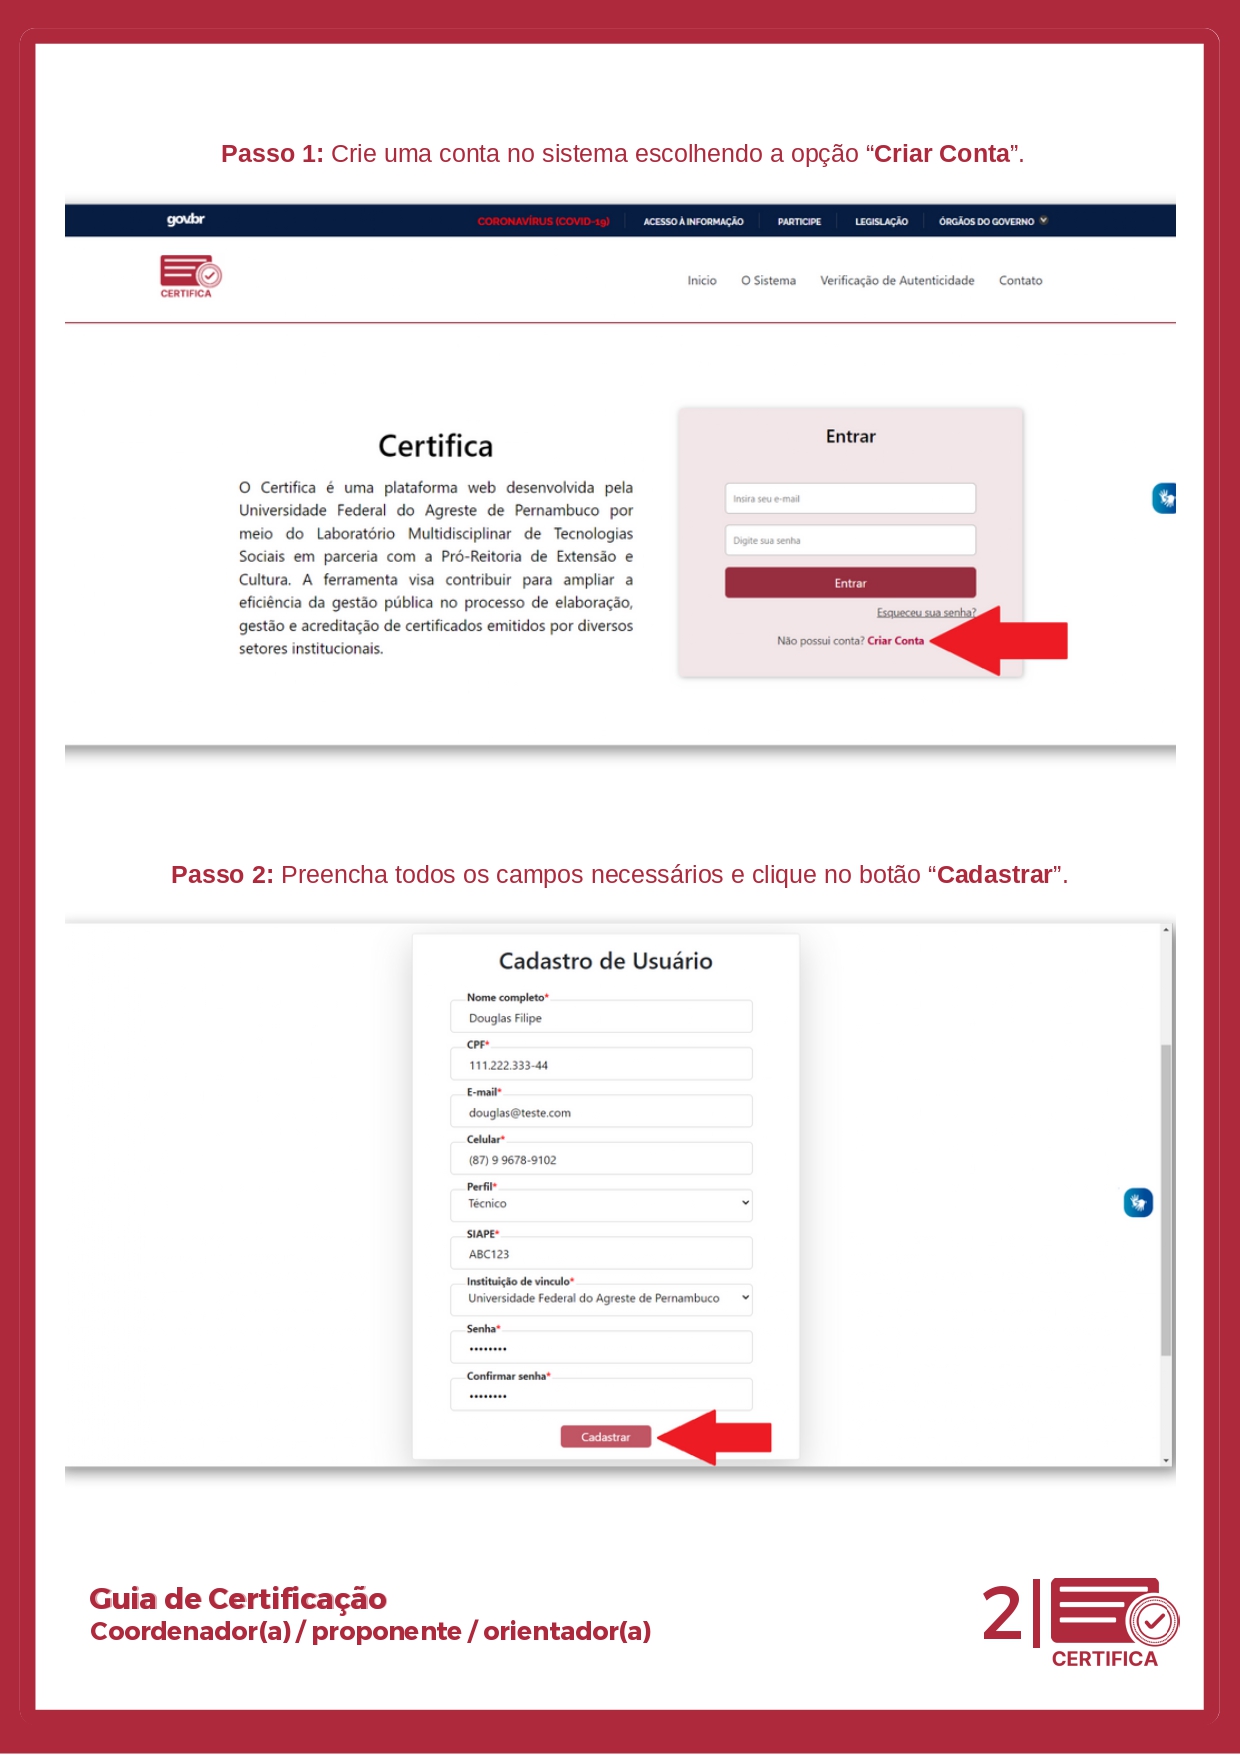 Passo 1: Crie uma conta no sistema escolhendo a opção “Criar Conta”.
gov.br
CORONAVÍRUS (COVID-19)
ACESSO À INFORMAÇÃO
PARTICIPE
LEGISLAÇÃO
ÓRGÃOS DO GOVERNO
CERTIFICA
Inicio
O Sistema
Verificação de Autenticidade
Contato
Certifica
O Certifica é uma plataforma web desenvolvida pela
Universidade Federal do Agreste de Pernambuco por
meio do Laboratório Multidisciplinar de Tecnologias
Sociais em parceria com a Pró-Reitoria de Extensão e
Cultura. A ferramenta visa contribuir para ampliar a
eficiência da gestão pública no processo de elaboração,
gestão e acreditação de certificados emitidos por diversos
setores institucionais.
Entrar
Insira seu e-mail
Digite sua senha
Entrar
Esqueceu sua senha?
Não possui conta? Criar Conta
Passo 2: Preencha todos os campos necessários e clique no botão “Cadastrar”.
Cadastro de Usuário
Nome completo*
Douglas Filipe
CPF*
111.222.333-44
E-mail*
douglas@teste.com
Celular*
(87) 9 9678-9102
Perfil*
Técnico
SIAPE*
ABC123
Instituição de vinculo*
Universidade Federal do Agreste de Pernambuco
Senha*
••••••••
Confirmar senha*
••••••••
Cadastrar
Guia de Certificação
Coordenador(a) / proponente / orientador(a)
2
CERTIFICA